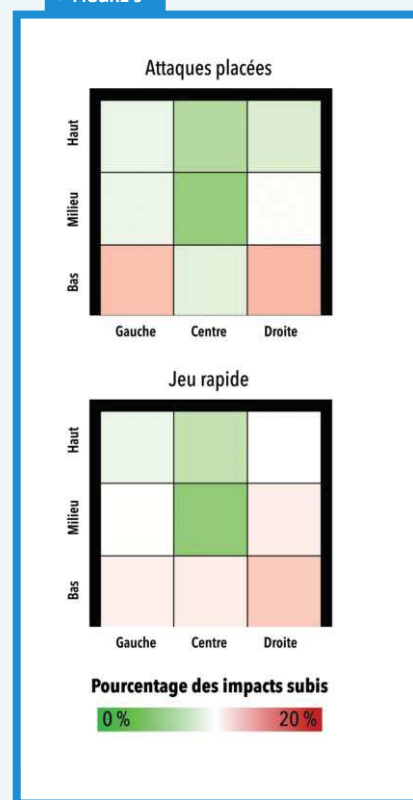 FIGURE
Attaques placées
Haut
Milieu
Bas
Gauche Centre Droite
Jeu rapide
Haut
Milieu
Bas
Gauche Centre Droite
Pourcentage des impacts subis
0 % 20 %